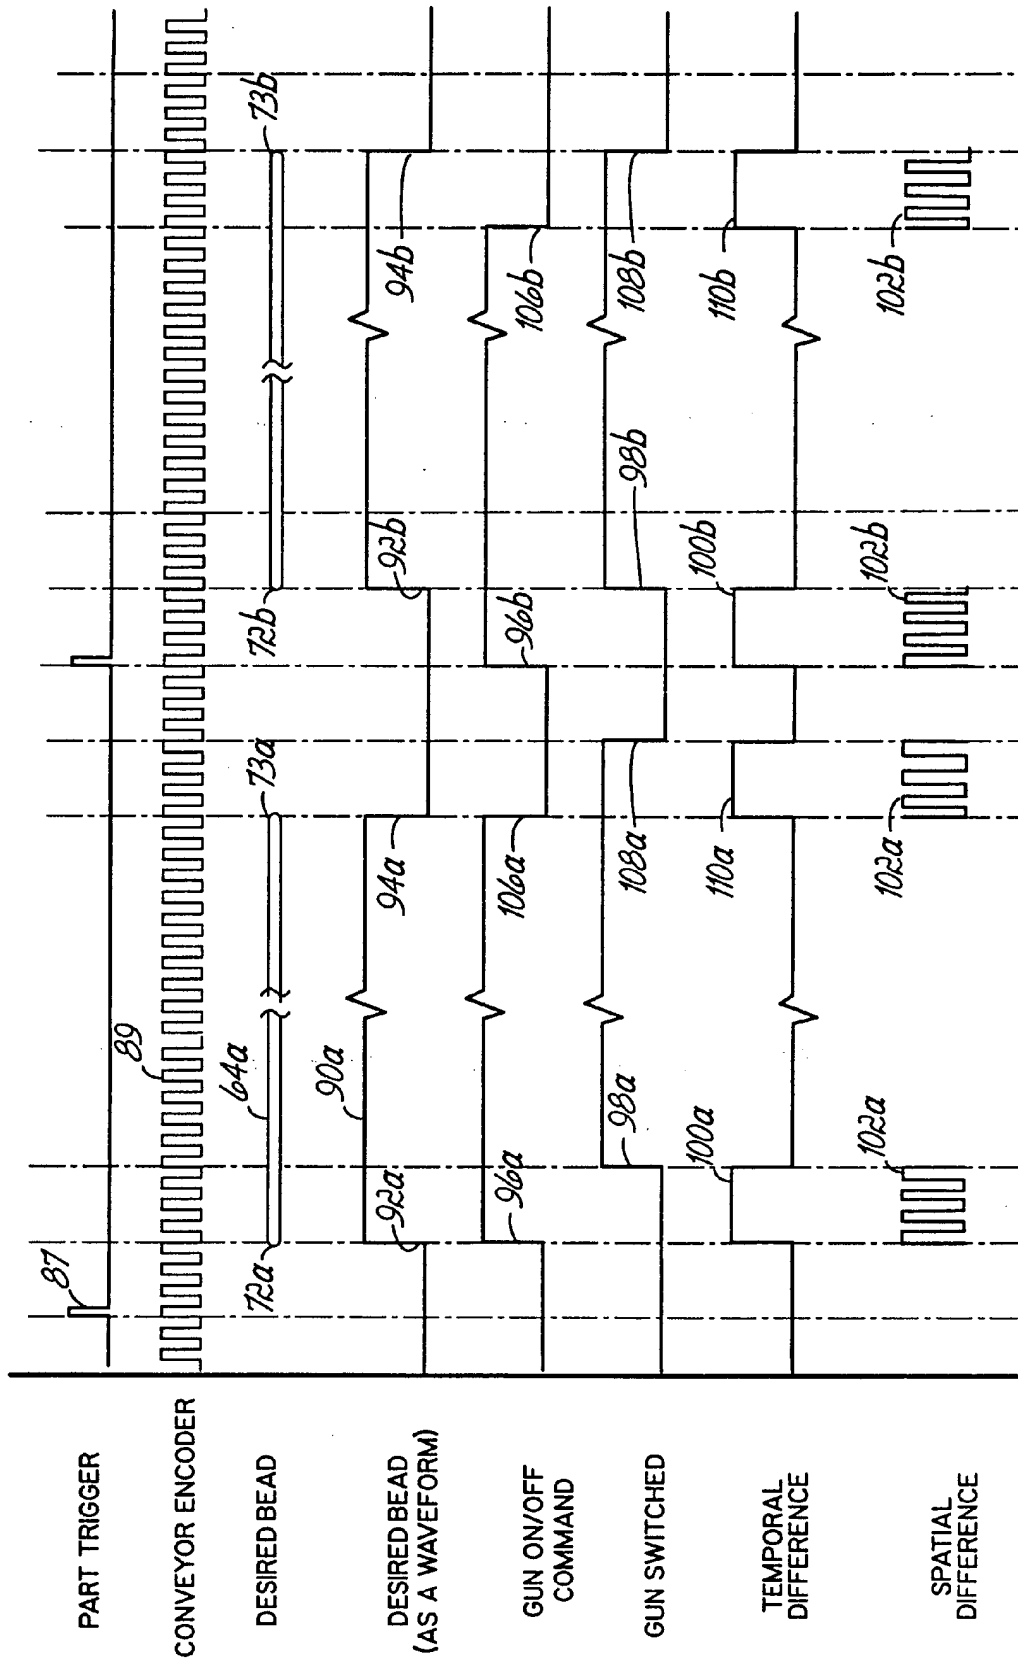 PART TRIGGER
87
CONVEYOR ENCODER
89
DESIRED BEAD
72a
64a
73a
72b
73b
DESIRED BEAD
(AS A WAVEFORM)
92a
90a
94a
92b
94b
GUN ON/OFF
COMMAND
96a
106a
96b
106b
GUN SWITCHED
98a
108a
98b
108b
TEMPORAL
DIFFERENCE
100a
110a
100b
110b
SPATIAL
DIFFERENCE
102a
102a
102b
102b